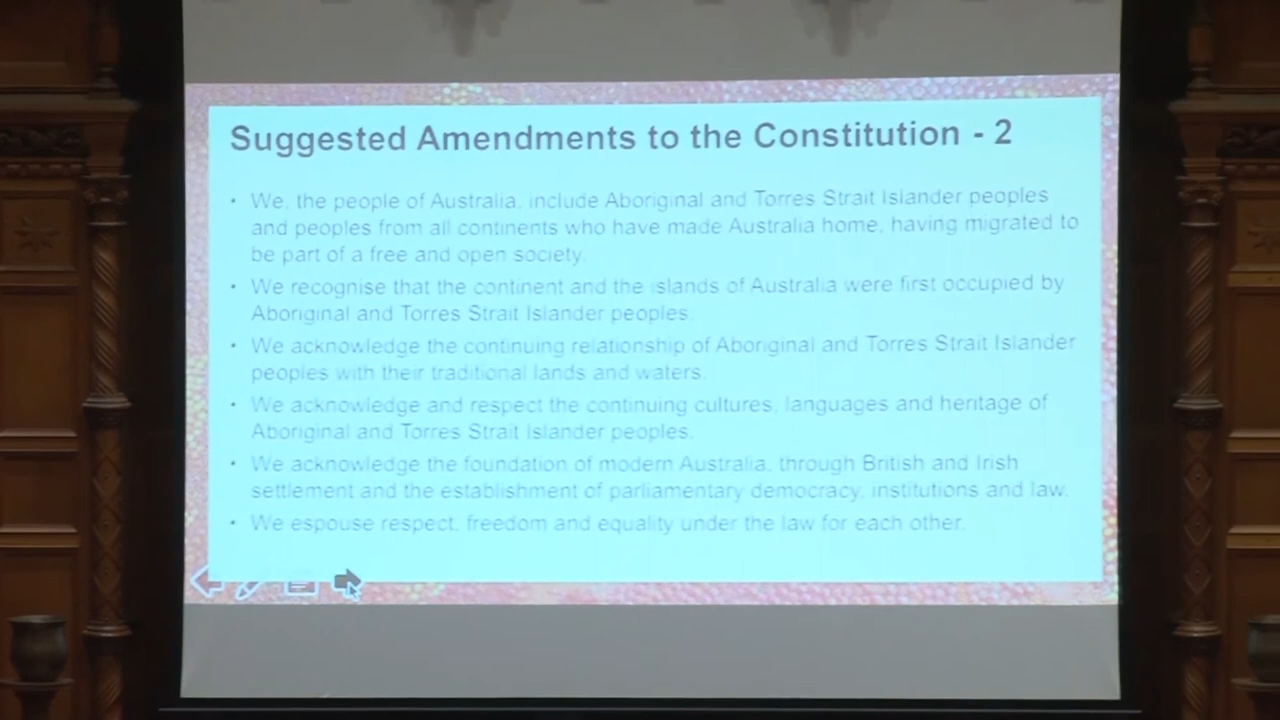 Suggested Amendments to the Constitution - 2
• We, the people of Australia, include Aboriginal and Torres Strait Islander peoples
and peoples from all continents who have made Australia home, having migrated to
be part of a free and open society.
• We recognise that the continent and the islands of Australia were first occupied by
Aboriginal and Torres Strait Islander peoples.
• We acknowledge the continuing relationship of Aboriginal and Torres Strait Islander
peoples with their traditional lands and waters.
• We acknowledge and respect the continuing cultures, languages and heritage of
Aboriginal and Torres Strait Islander peoples.
• We acknowledge the foundation of modern Australia, through British and Irish
settlement and the establishment of parliamentary democracy, institutions and law.
• We espouse respect, freedom and equality under the law for each other.